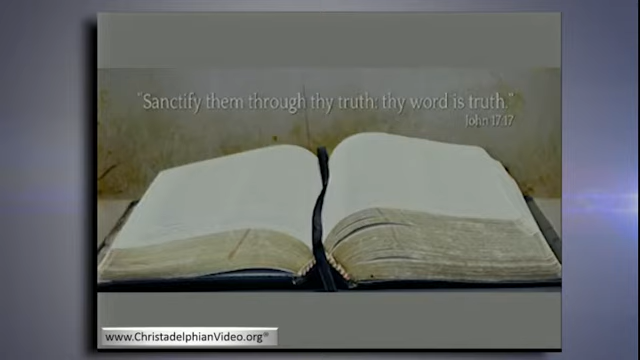 "Sanctify them through thy truth: thy word is truth."
John 17:17
www.ChristadelphianVideo.org®